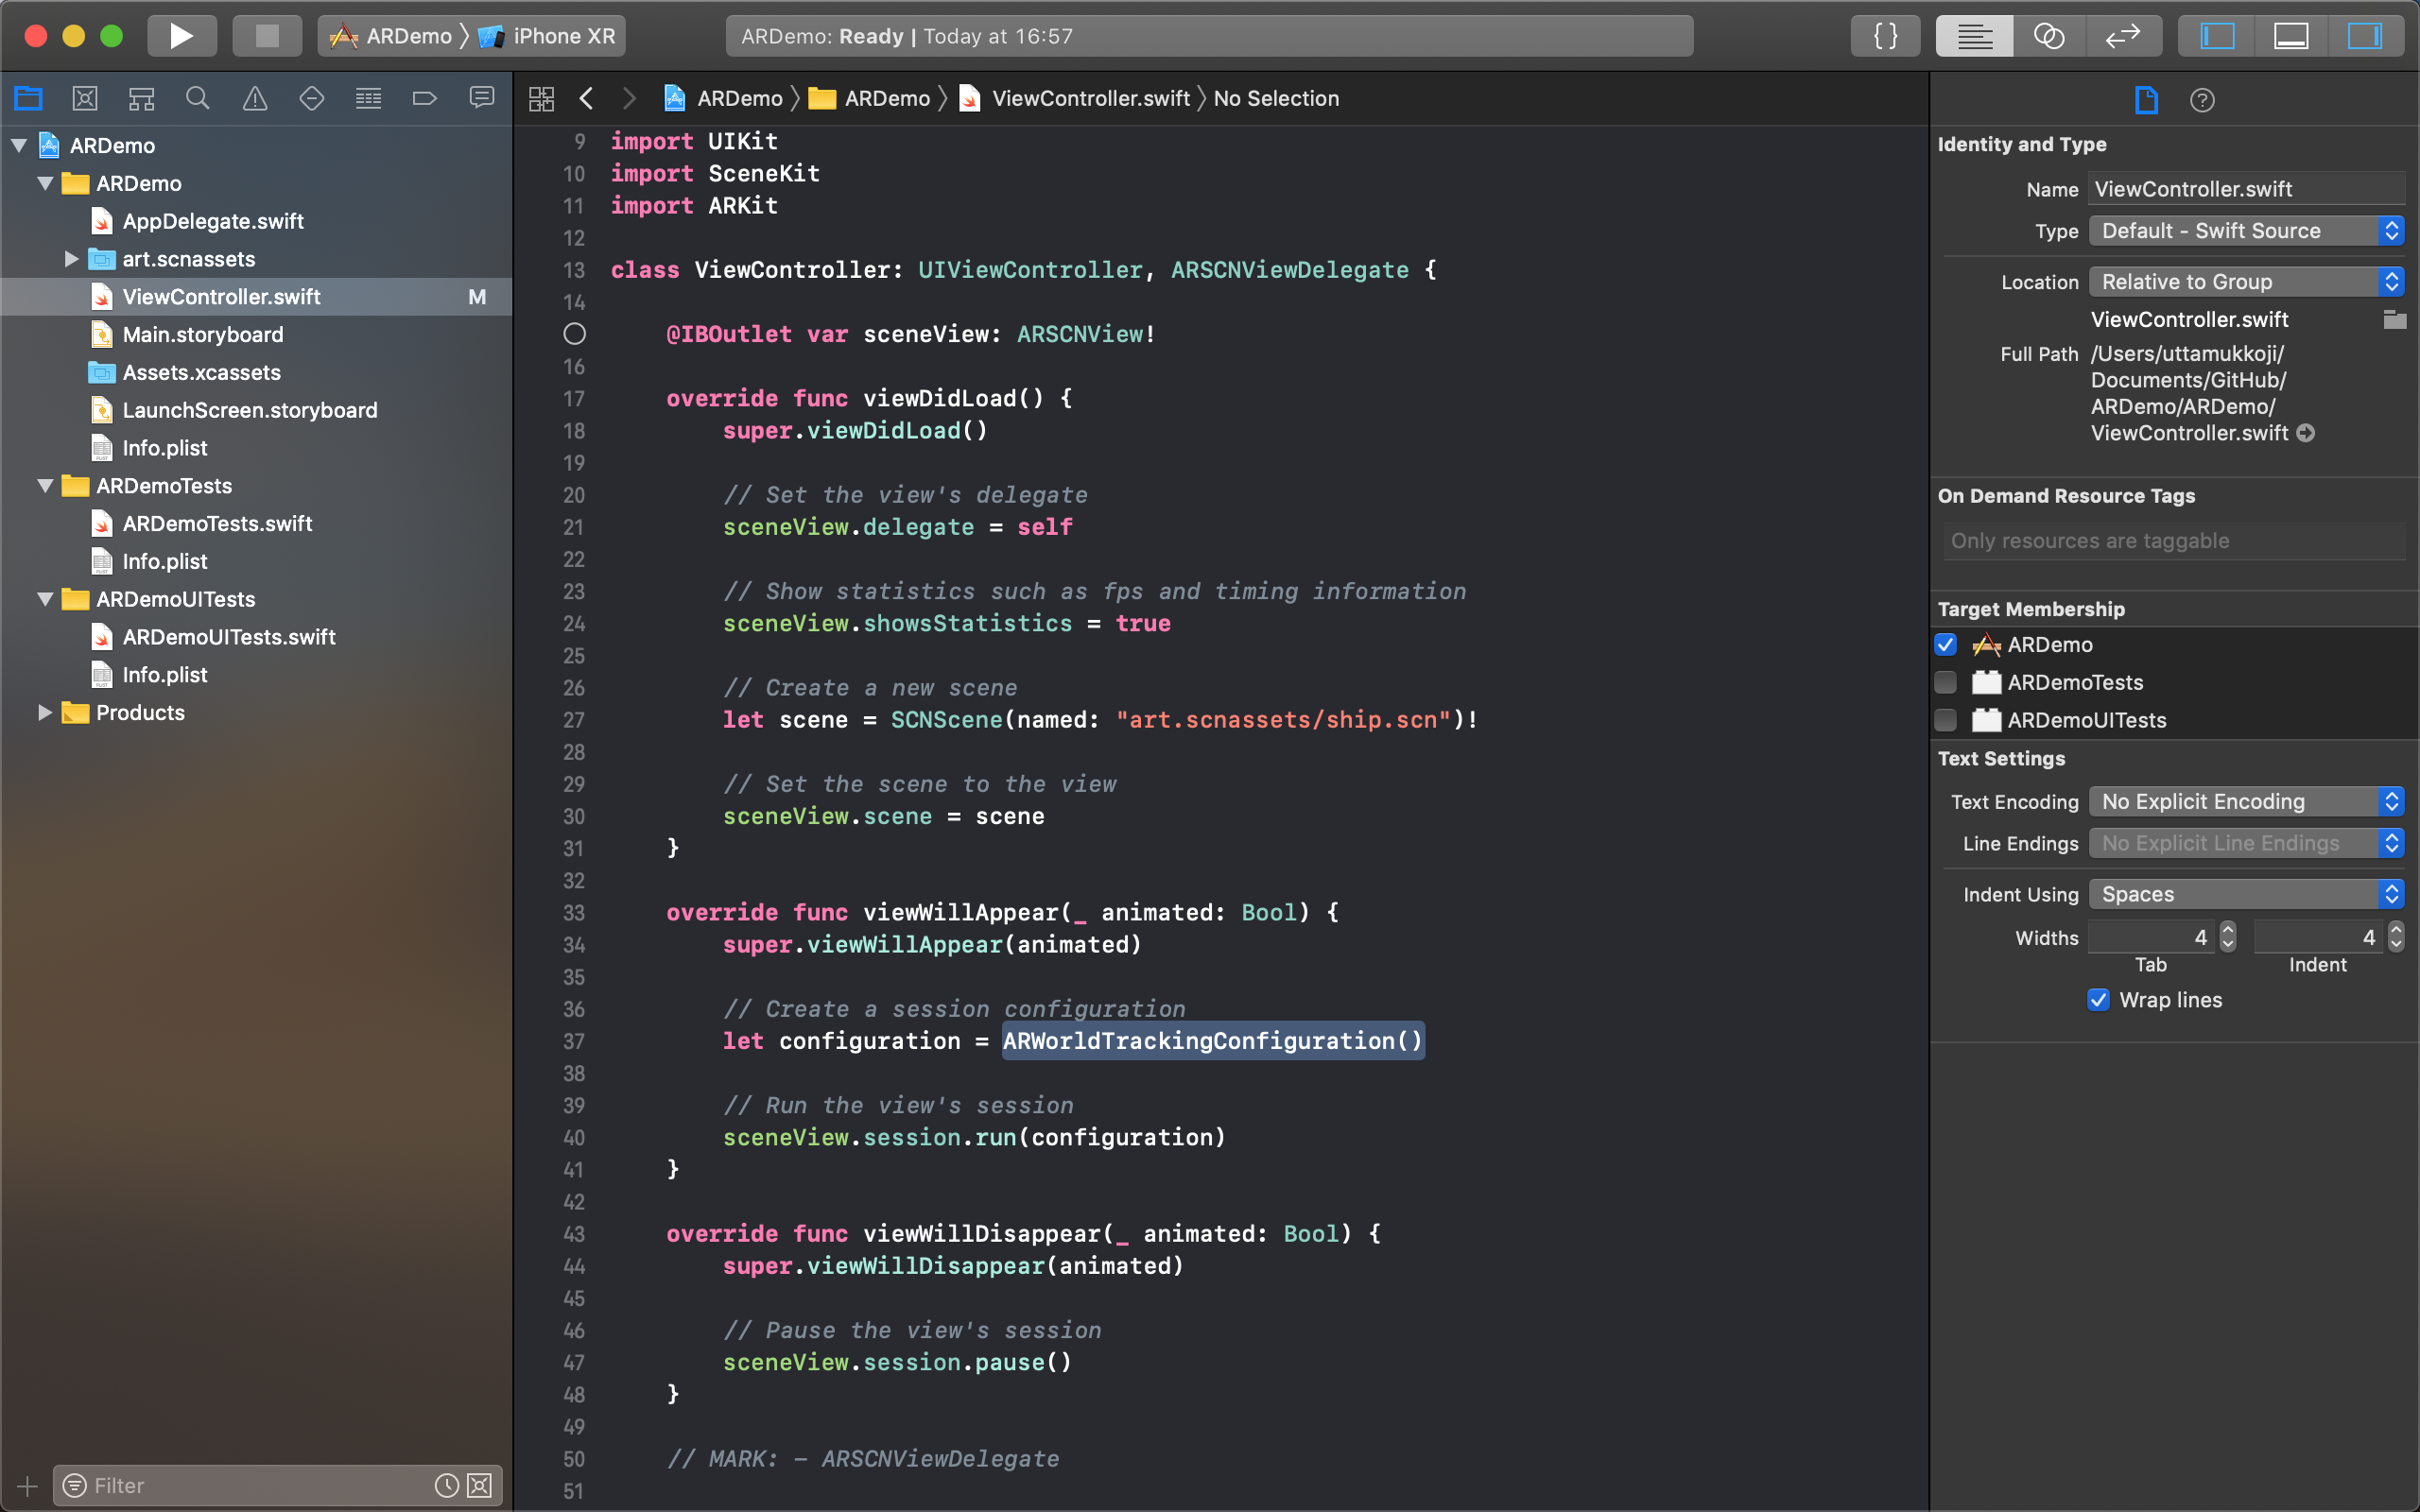 ARDemo 〉 iPhone XR
ARDemo: Ready | Today at 16:57
{ }
ARDemo
ARDemo
AppDelegate.swift
art.scnassets
ViewController.swift M
Main.storyboard
Assets.xcassets
LaunchScreen.storyboard
Info.plist
ARDemoTests
ARDemoTests.swift
Info.plist
ARDemoUITests
ARDemoUITests.swift
Info.plist
Products
Filter
ARDemo 〉 ARDemo 〉 ViewController.swift 〉 No Selection
9 import UIKit
10 import SceneKit
11 import ARKit
12
13 class ViewController: UIViewController, ARSCNViewDelegate {
14
@IBOutlet var sceneView: ARSCNView!
16
17 override func viewDidLoad() {
18 super.viewDidLoad()
19
20 // Set the view's delegate
21 sceneView.delegate = self
22
23 // Show statistics such as fps and timing information
24 sceneView.showsStatistics = true
25
26 // Create a new scene
27 let scene = SCNScene(named: "art.scnassets/ship.scn")!
28
29 // Set the scene to the view
30 sceneView.scene = scene
31 }
32
33 override func viewWillAppear(_ animated: Bool) {
34 super.viewWillAppear(animated)
35
36 // Create a session configuration
37 let configuration = ARWorldTrackingConfiguration()
38
39 // Run the view's session
40 sceneView.session.run(configuration)
41 }
42
43 override func viewWillDisappear(_ animated: Bool) {
44 super.viewWillDisappear(animated)
45
46 // Pause the view's session
47 sceneView.session.pause()
48 }
49
50 // MARK: - ARSCNViewDelegate
51
Identity and Type
Name ViewController.swift
Type Default - Swift Source
Location Relative to Group
ViewController.swift
Full Path /Users/uttamukkoji/
Documents/GitHub/
ARDemo/ARDemo/
ViewController.swift
On Demand Resource Tags
Only resources are taggable
Target Membership
ARDemo
ARDemoTests
ARDemoUITests
Text Settings
Text Encoding No Explicit Encoding
Line Endings No Explicit Line Endings
Indent Using Spaces
Widths 4 4
Tab Indent
Wrap lines